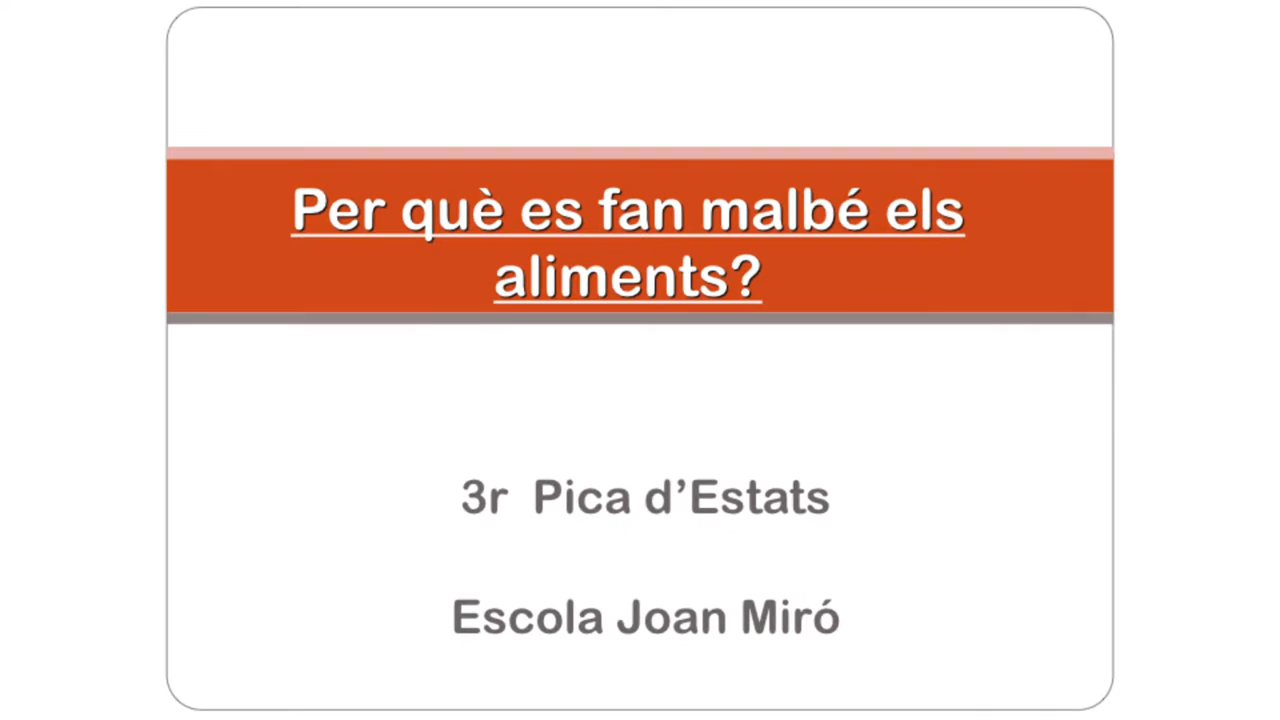 Per què es fan malbé els
aliments?
3r Pica d’Estats
Escola Joan Miró